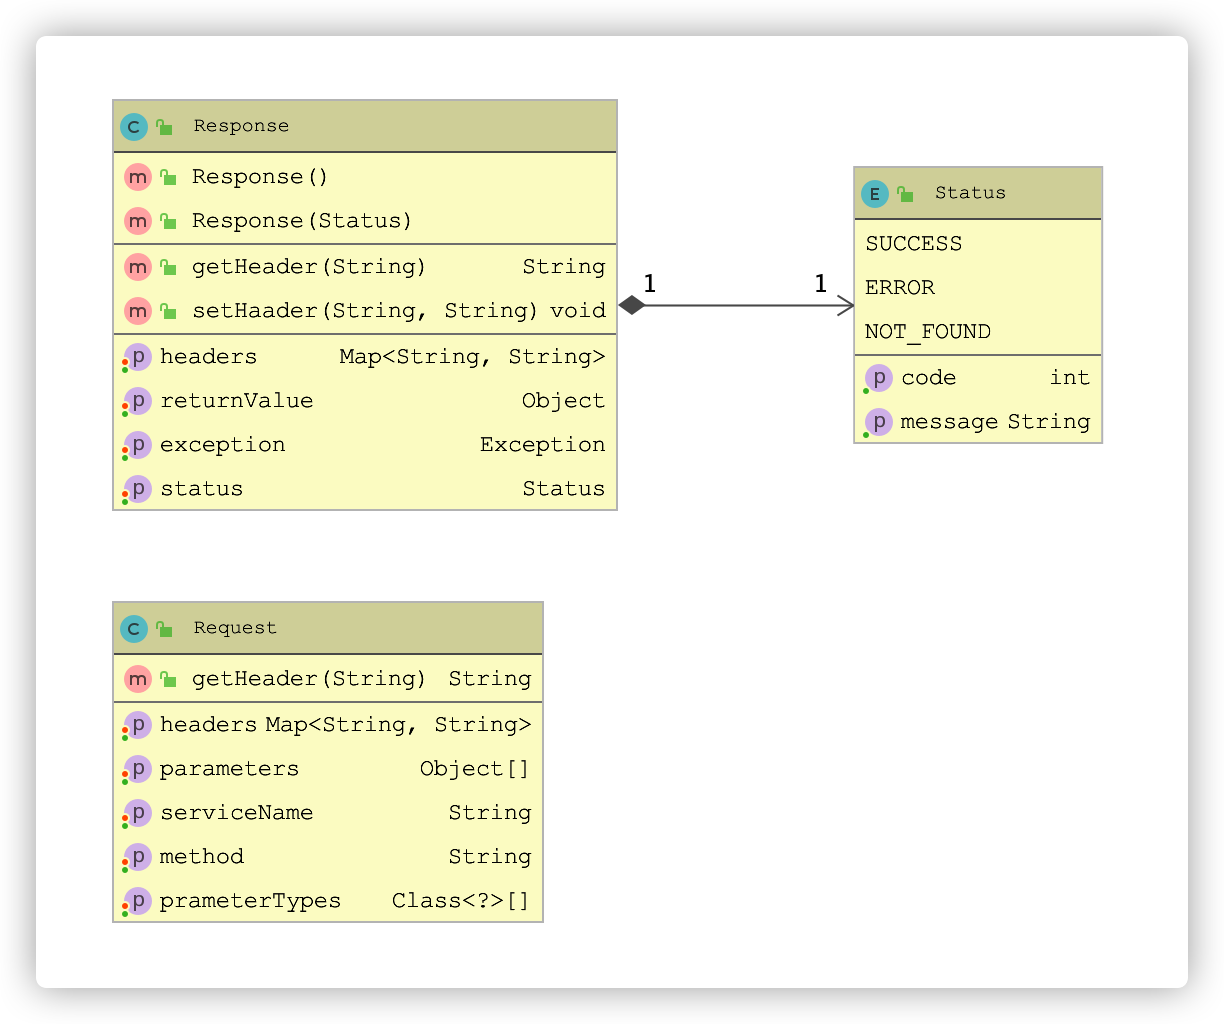 C Response
m Response()
m Response(Status)
m getHeader(String) String
m setHaader(String, String) void
p headers Map<String, String>
p returnValue Object
p exception Exception
p status Status
1 1
E Status
SUCCESS
ERROR
NOT_FOUND
p code int
p message String
C Request
m getHeader(String) String
p headers Map<String, String>
p parameters Object[]
p serviceName String
p method String
p prameterTypes Class<?>[]